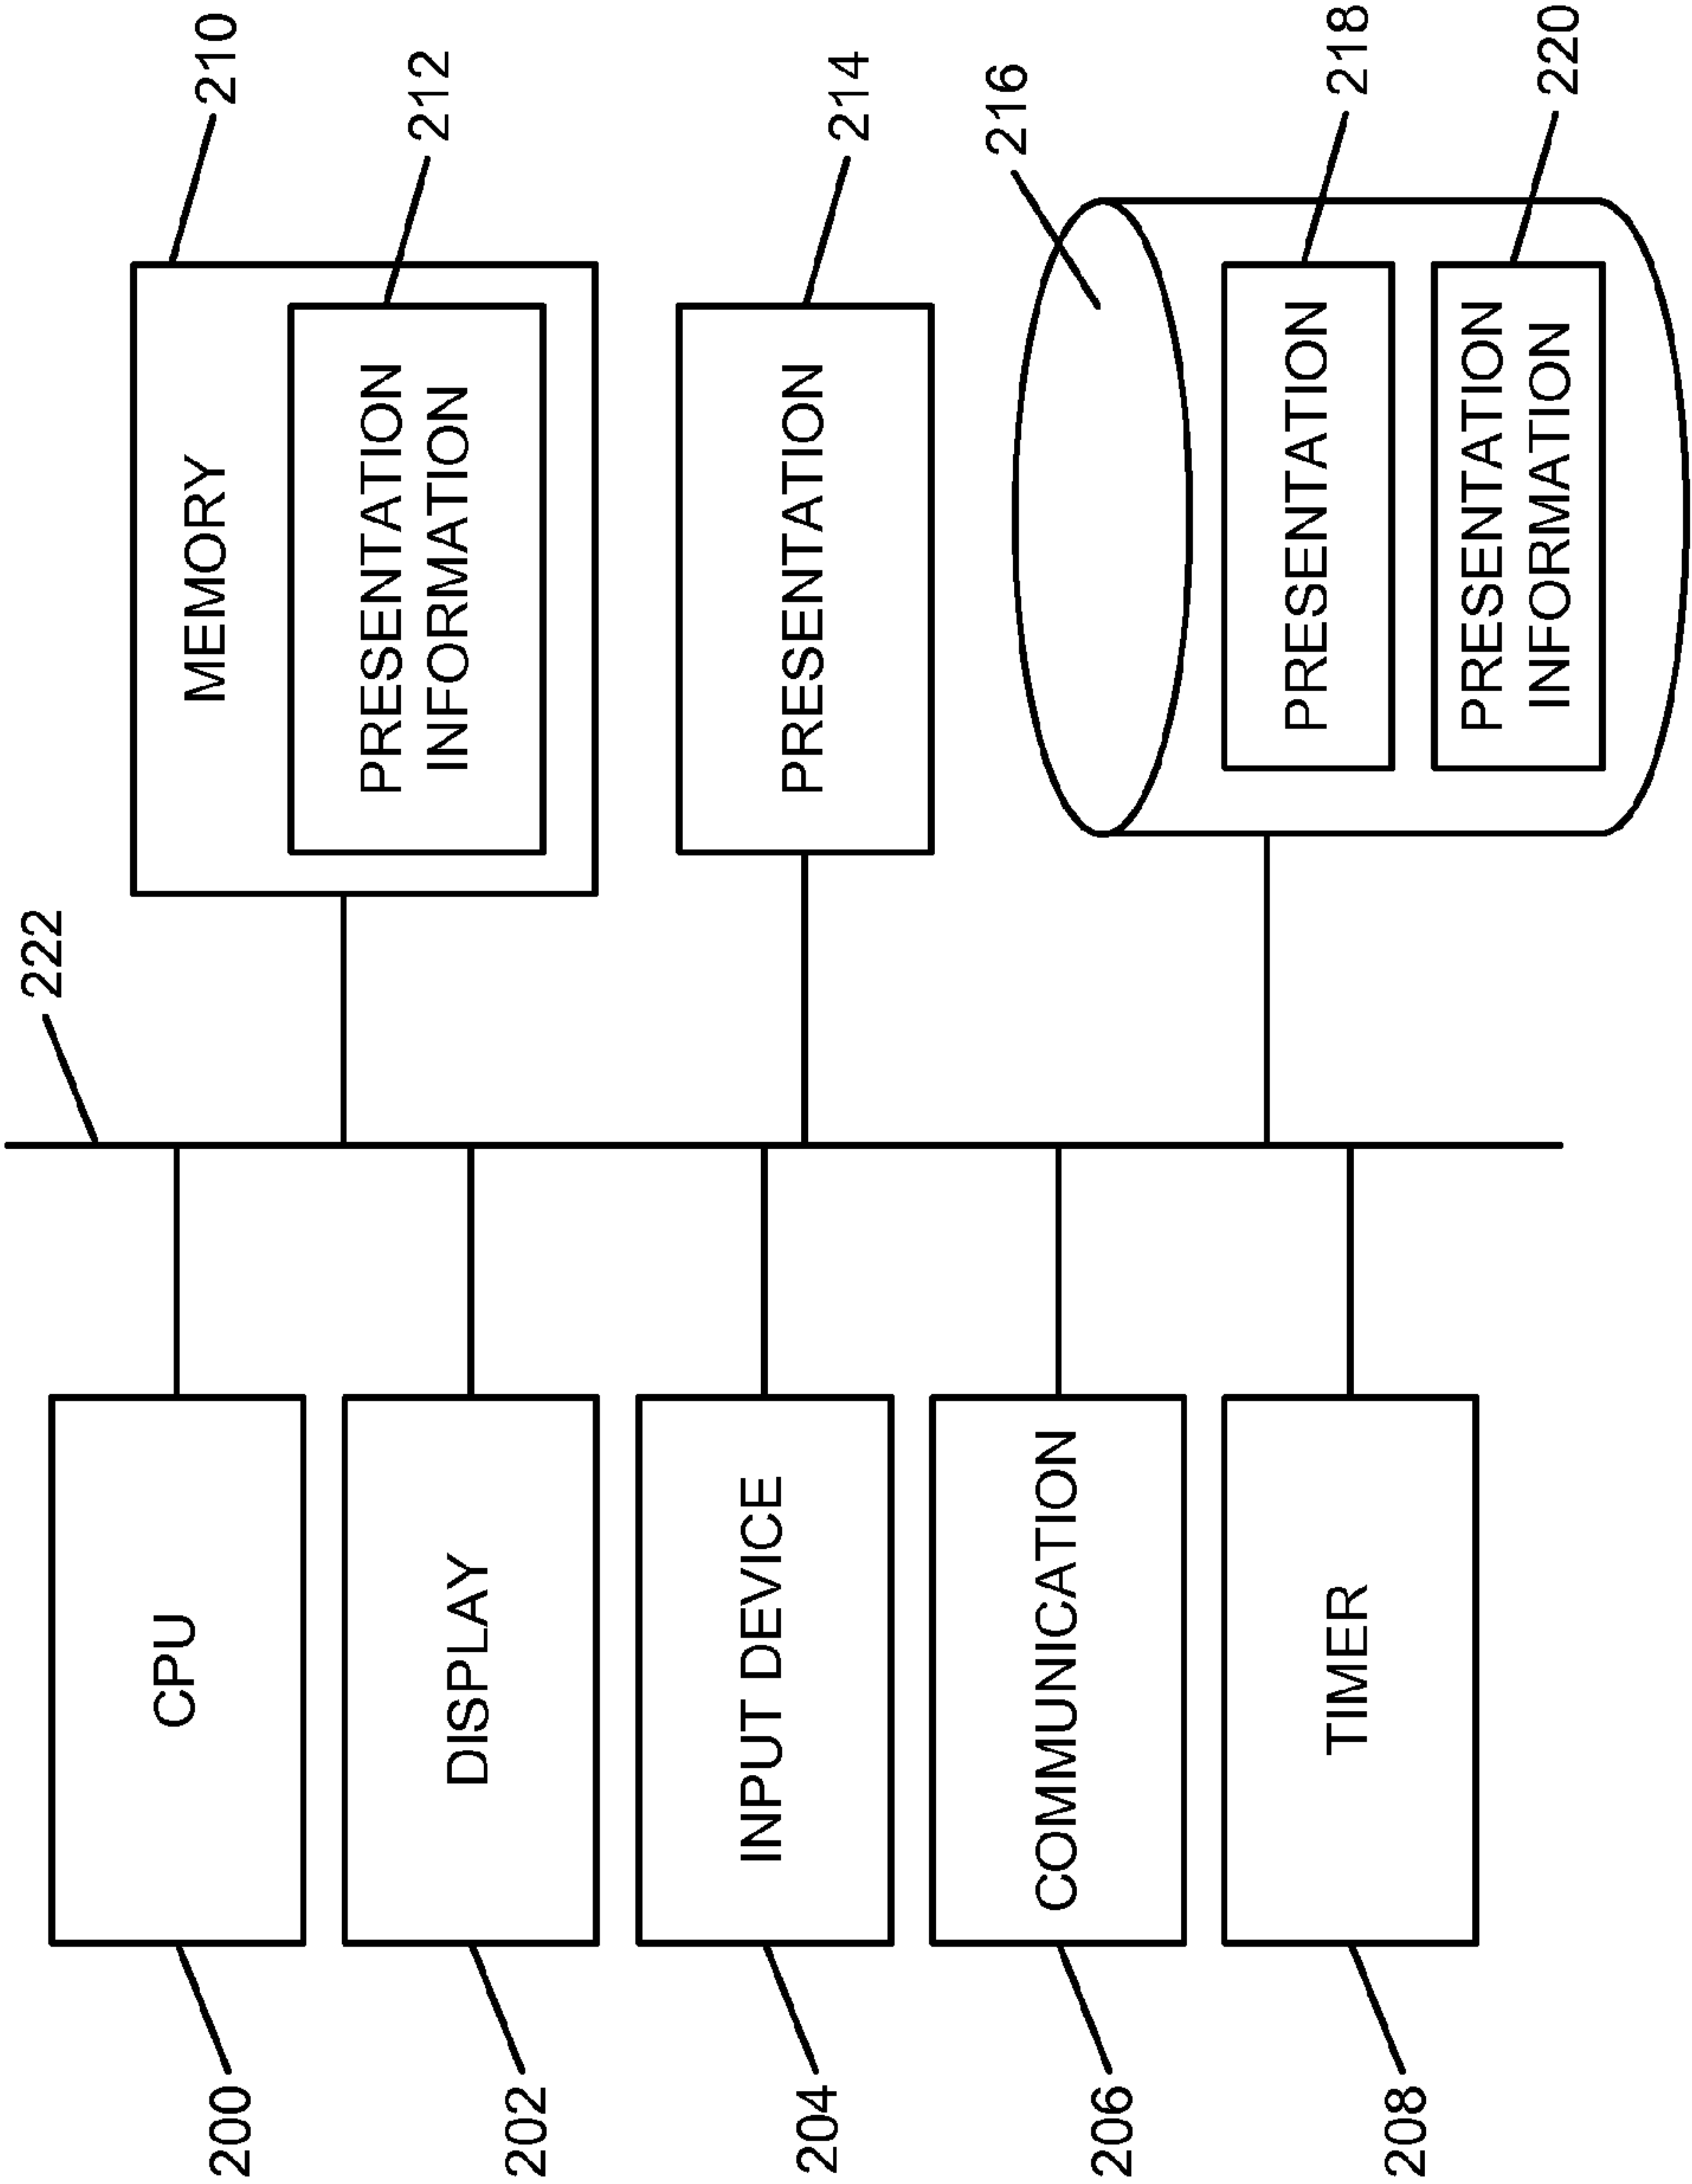 222
200
CPU
MEMORY
210
PRESENTATION
INFORMATION
212
202
DISPLAY
204
INPUT DEVICE
PRESENTATION
214
206
COMMUNICATION
216
208
TIMER
PRESENTATION
218
PRESENTATION
INFORMATION
220